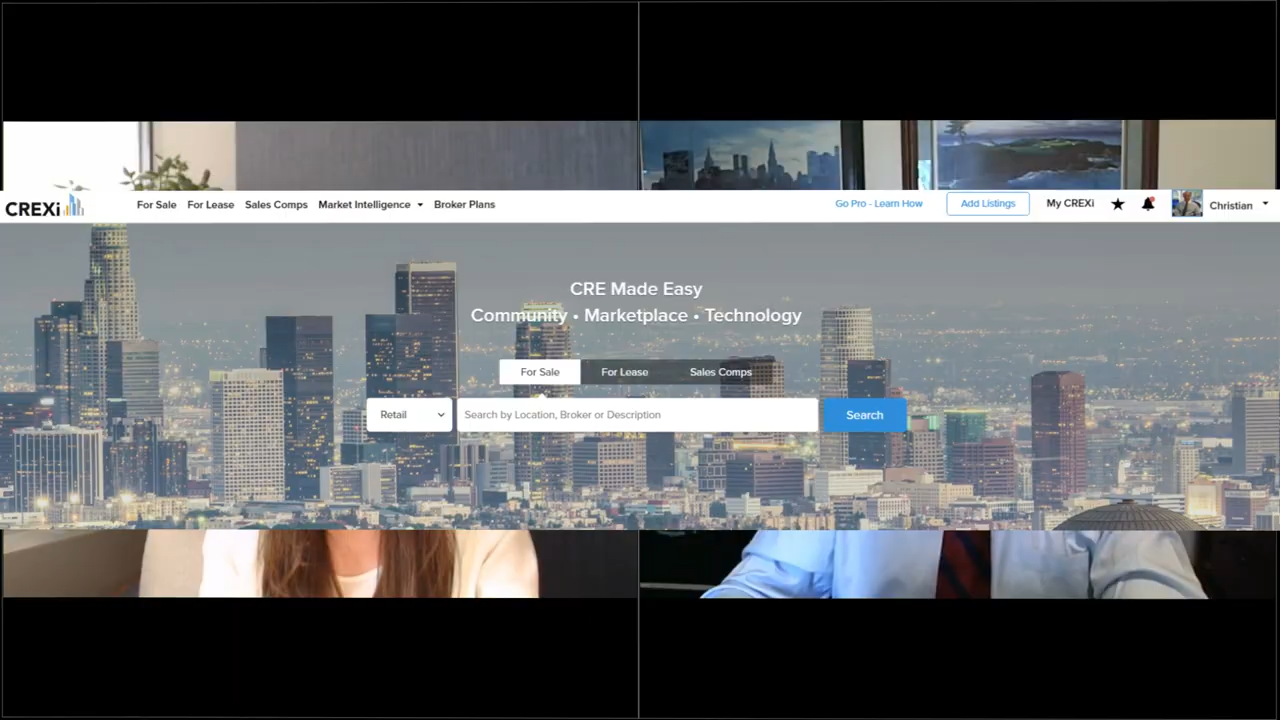 CREXi
For Sale For Lease Sales Comps Market Intelligence Broker Plans
Go Pro - Learn How
Add Listings
My CREXi
Christian
CRE Made Easy
Community • Marketplace • Technology
For Sale For Lease Sales Comps
Retail
Search by Location, Broker or Description
Search